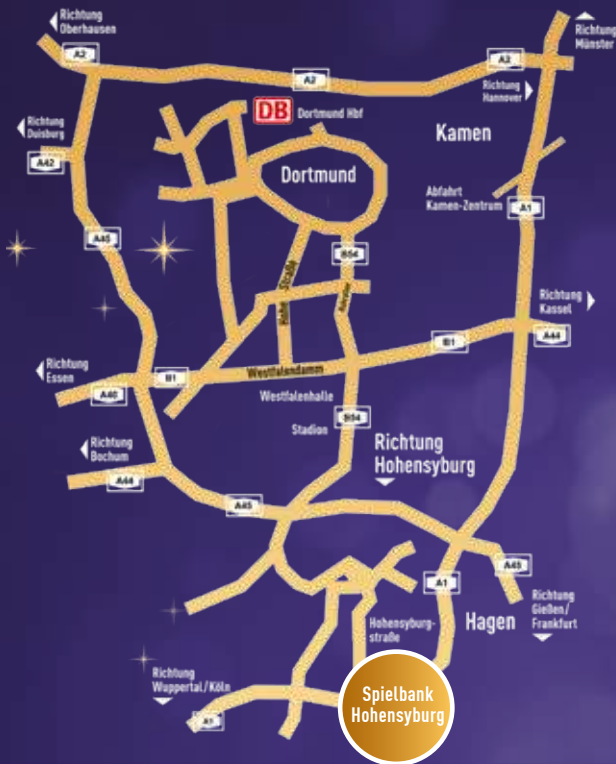 Richtung
Oberhausen
A2
A2
A2
Richtung
Münster
Richtung
Hannover
DB
Dortmund Hbf
Kamen
Richtung
Duisburg
A42
Dortmund
Abfahrt
Kamen-Zentrum
A1
A45
B54
Hohe Straße
Richtung
Kassel
A44
B1
Richtung
Essen
A40
B1
Westfalendamm
Westfalenhalle
B54
Stadion
Richtung
Hohensyburg
Richtung
Bochum
A44
A45
A45
A1
Richtung
Gießen/
Frankfurt
Hagen
Hohensyburg-
straße
Richtung
Wuppertal/Köln
A1
Spielbank
Hohensyburg